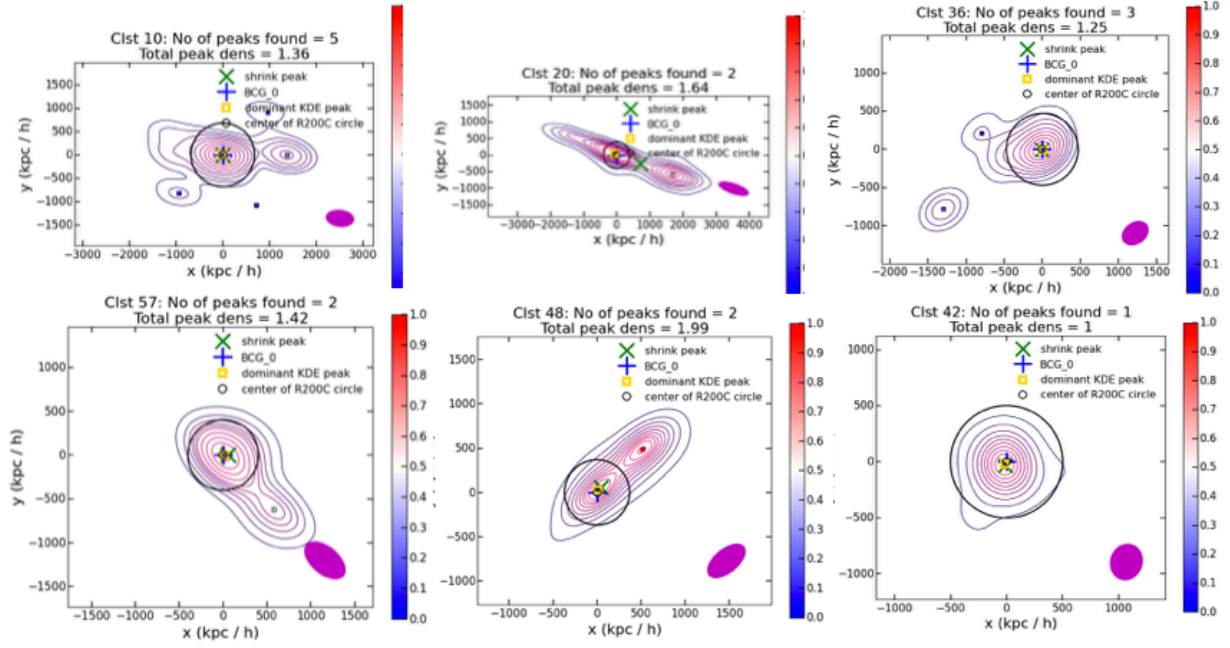 Clst 10: No of peaks found = 5
Total peak dens = 1.36
shrink peak
BCG_0
dominant KDE peak
center of R200C circle
1500
1000
500
0
−500
−1000
−1500
y (kpc / h)
−3000 −2000 −1000 0 1000 2000 3000
x (kpc / h)
Clst 20: No of peaks found = 2
Total peak dens = 1.64
shrink peak
BCG_0
dominant KDE peak
center of R200C circle
1500
1000
500
0
−500
−1000
−1500
y (kpc / h)
−3000 −2000 −1000 0 1000 2000 3000 4000
x (kpc / h)
Clst 36: No of peaks found = 3
Total peak dens = 1.25
shrink peak
BCG_0
dominant KDE peak
center of R200C circle
1500
1000
500
0
−500
−1000
y (kpc / h)
−2000 −1500 −1000 −500 0 500 1000 1500
x (kpc / h)
1.0
0.9
0.8
0.7
0.6
0.5
0.4
0.3
0.2
0.1
0.0
Clst 57: No of peaks found = 2
Total peak dens = 1.42
shrink peak
BCG_0
dominant KDE peak
center of R200C circle
1500
1000
500
0
−500
−1000
−1500
y (kpc / h)
−1500 −1000 −500 0 500 1000 1500
x (kpc / h)
1.0
0.9
0.8
0.7
0.6
0.5
0.4
0.3
0.2
0.1
0.0
Clst 48: No of peaks found = 2
Total peak dens = 1.99
shrink peak
BCG_0
dominant KDE peak
center of R200C circle
1500
1000
500
0
−500
−1000
−1000 −500 0 500 1000 1500
x (kpc / h)
1.0
0.9
0.8
0.7
0.6
0.5
0.4
0.3
0.2
0.1
0.0
Clst 42: No of peaks found = 1
Total peak dens = 1
shrink peak
BCG_0
dominant KDE peak
center of R200C circle
1000
500
0
−500
−1000
−1000 −500 0 500 1000
x (kpc / h)
1.0
0.9
0.8
0.7
0.6
0.5
0.4
0.3
0.2
0.1
0.0